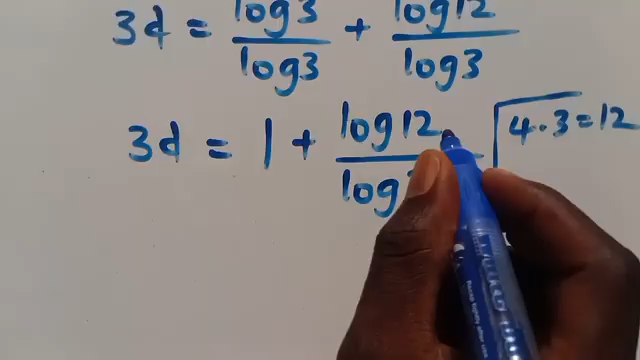 3d = log3/log3 + log12/log3
3d = 1 + log12/log
4·3=12